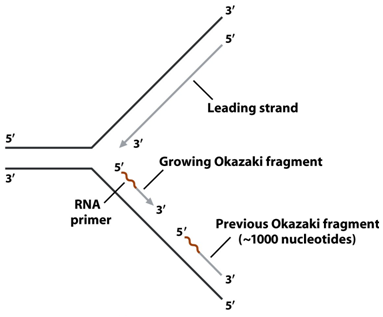 3′
5′
Leading strand
3′
5′
3′
5′
Growing Okazaki fragment
RNA
primer
3′
5′
Previous Okazaki fragment
(~1000 nucleotides)
3′
5′